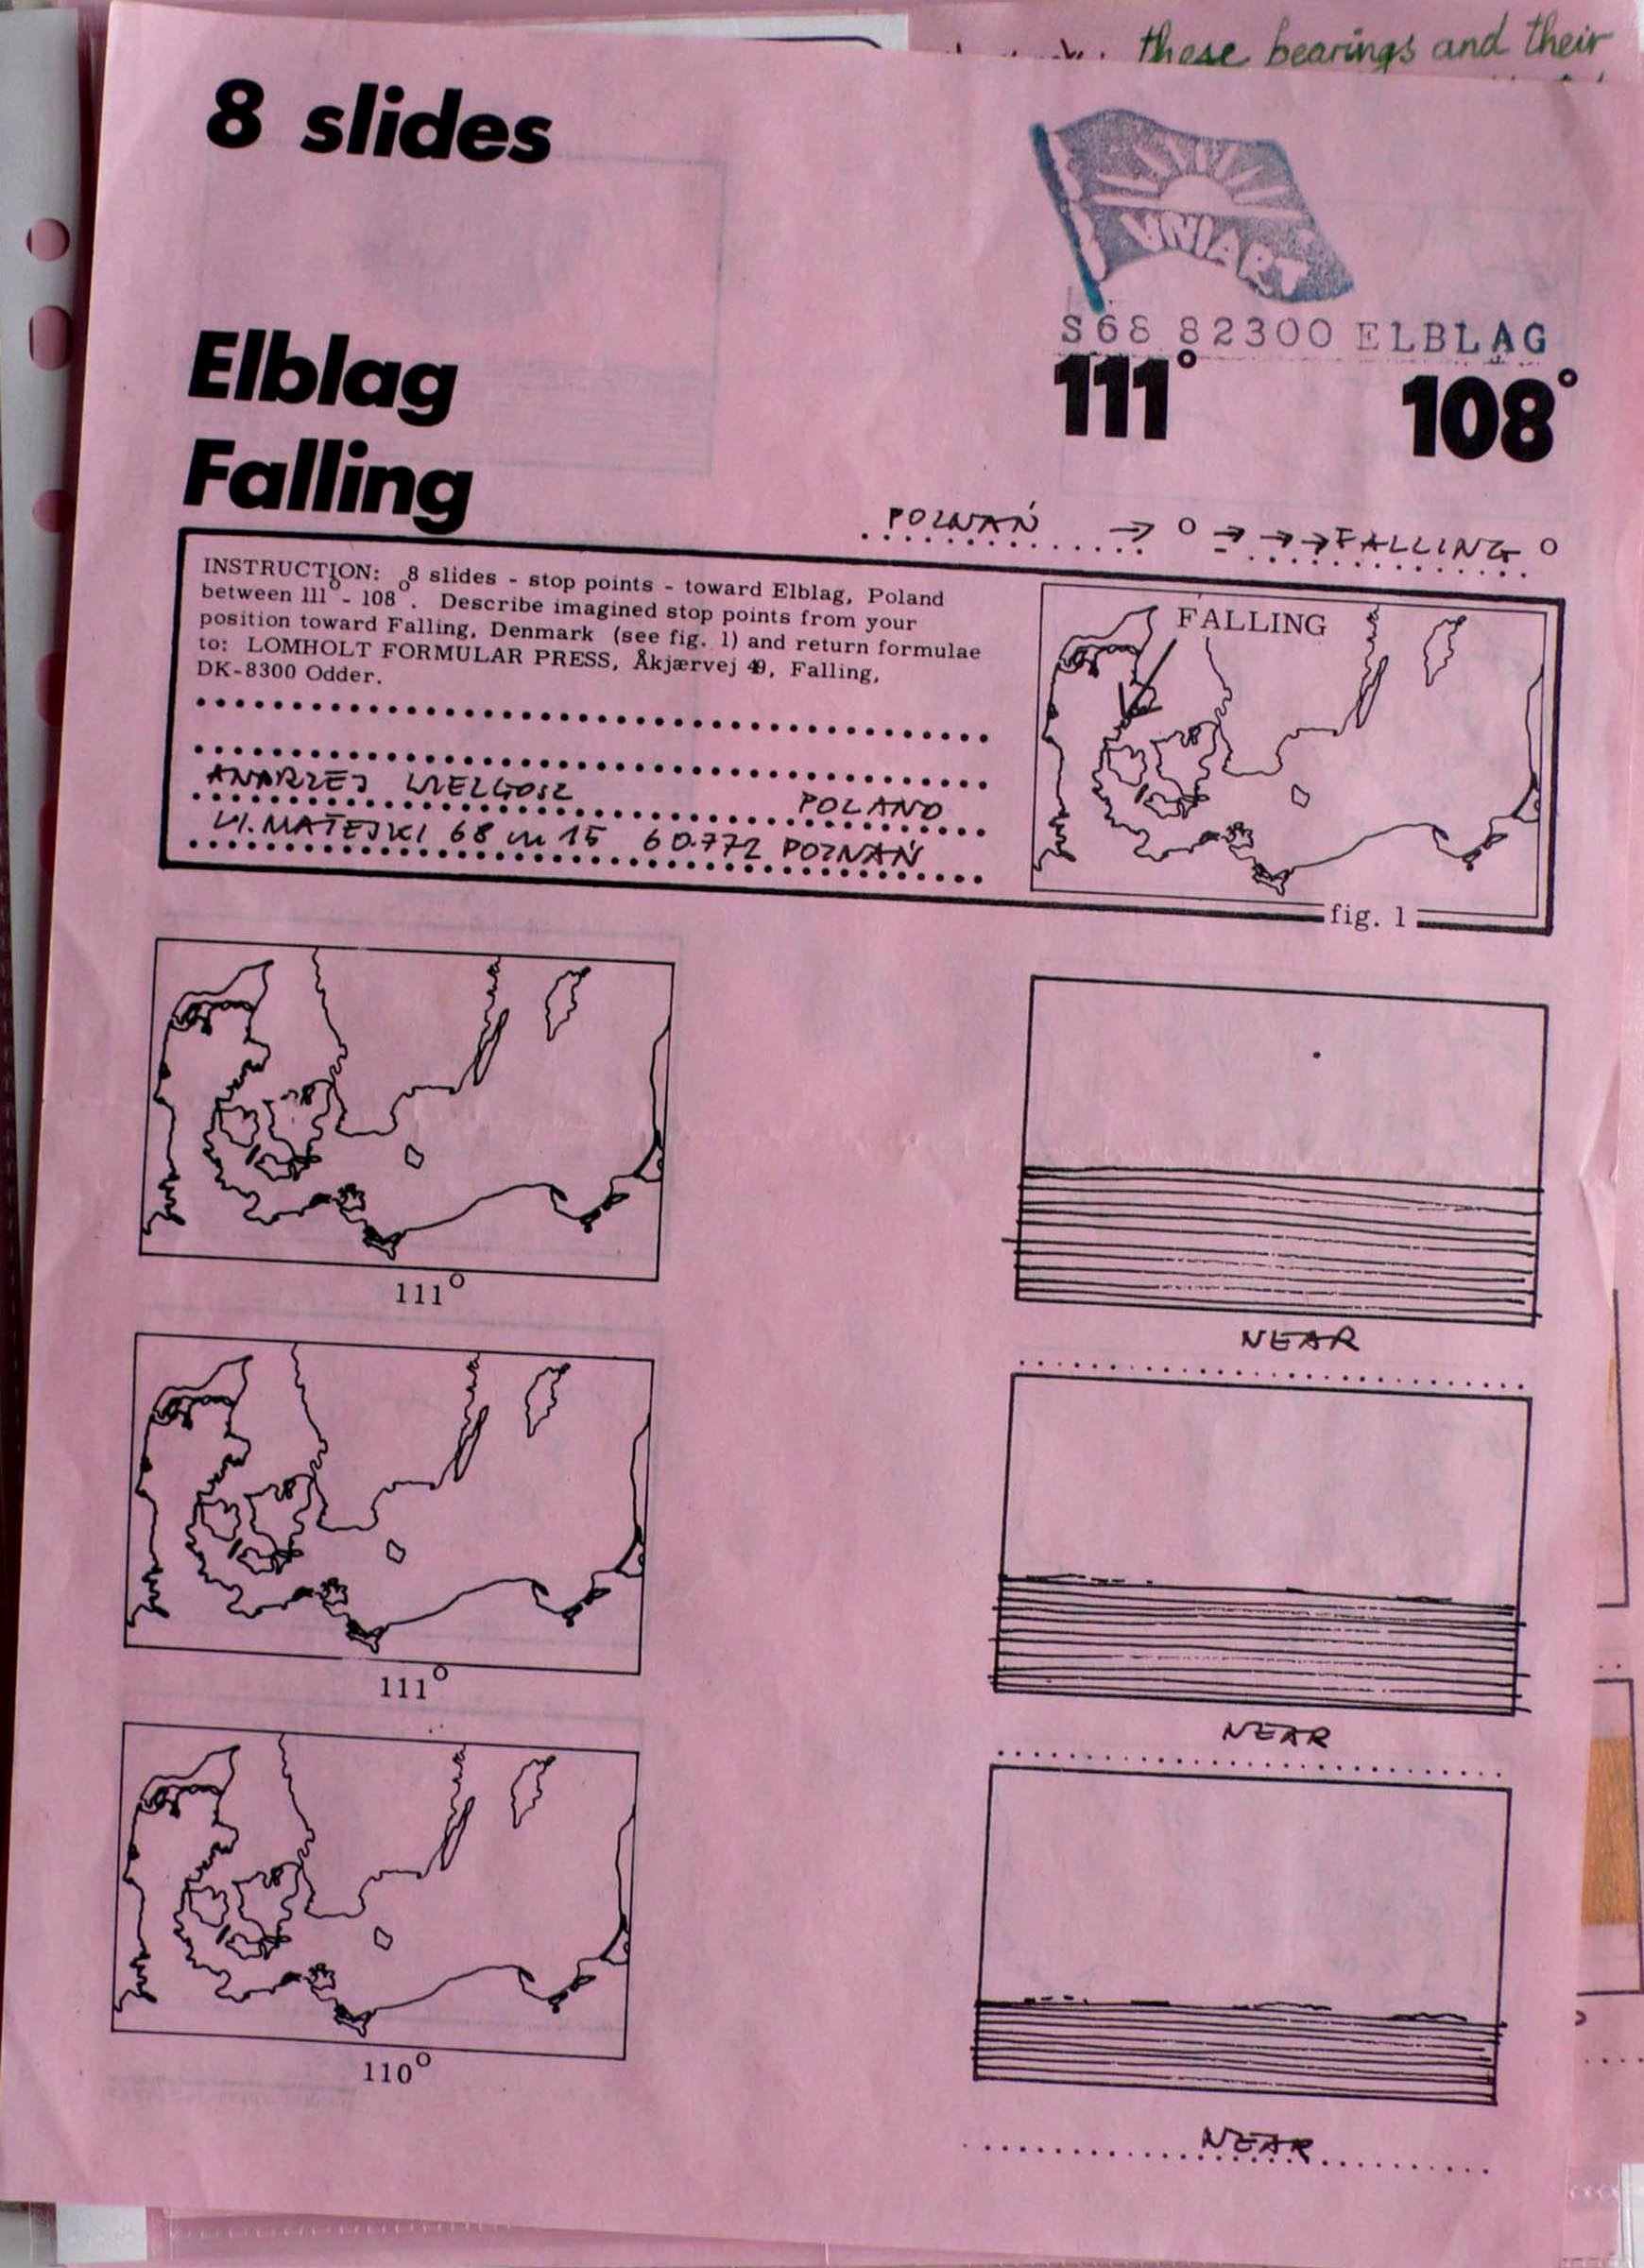 these bearings and their
8 slides
UNIART
S68 82300 ELBLAG
Elblag
Falling
111° 108°
POZNAŃ → ° → → → FALLING °
INSTRUCTION: 8 slides - stop points - toward Elblag, Poland
between 111° - 108°. Describe imagined stop points from your
position toward Falling, Denmark (see fig. 1) and return formulae
to: LOMHOLT FORMULAR PRESS, Åkjærvej 49, Falling,
DK-8300 Odder.
ANDRZEJ WIELGOSZ POLAND
UL. MATEJKI 68 m 15 60.772 POZNAŃ
FALLING
fig. 1
111°
NEAR
111°
NEAR
110°
NEAR